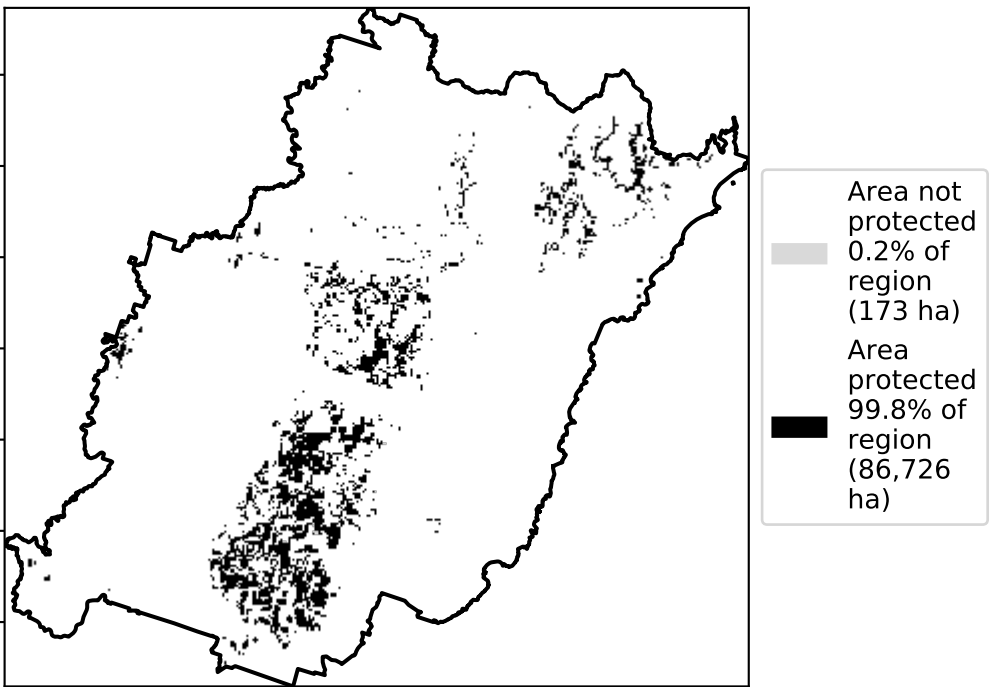 Area not
protected
0.2% of
region
(173 ha)
Area
protected
99.8% of
region
(86,726
ha)